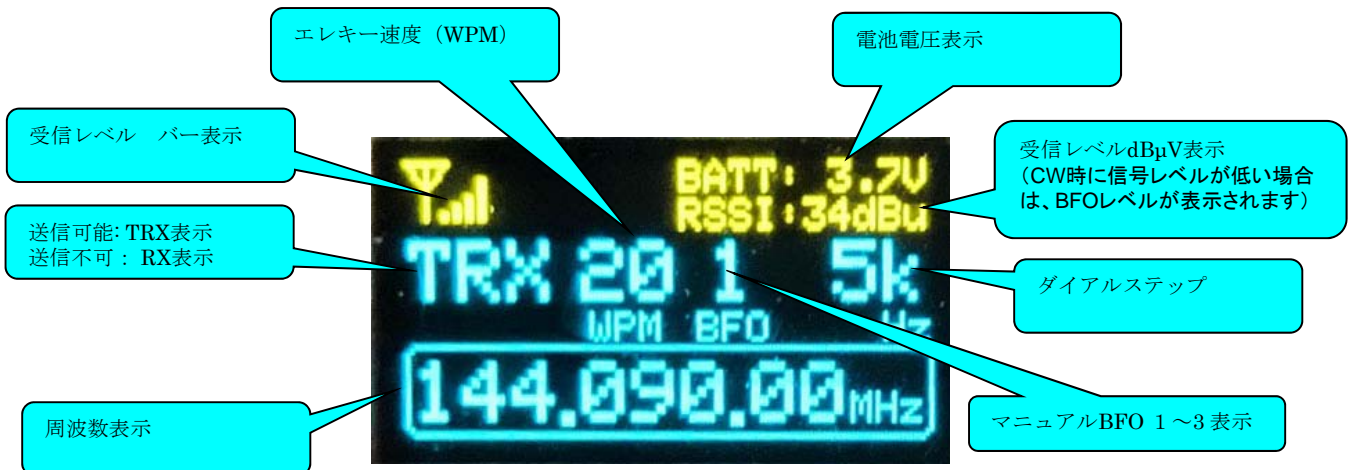 エレキー速度（WPM）
電池電圧表示
受信レベル　バー表示
受信レベルdBµV表示
（CW時に信号レベルが低い場合
は、BFOレベルが表示されます）
送信可能: TRX表示
送信不可 : RX表示
ダイアルステップ
周波数表示
マニュアルBFO 1～3表示
BATT: 3.7V
RSSI:34dBu
TRX 20 1 5k
WPM BFO Hz
144.090.00MHz